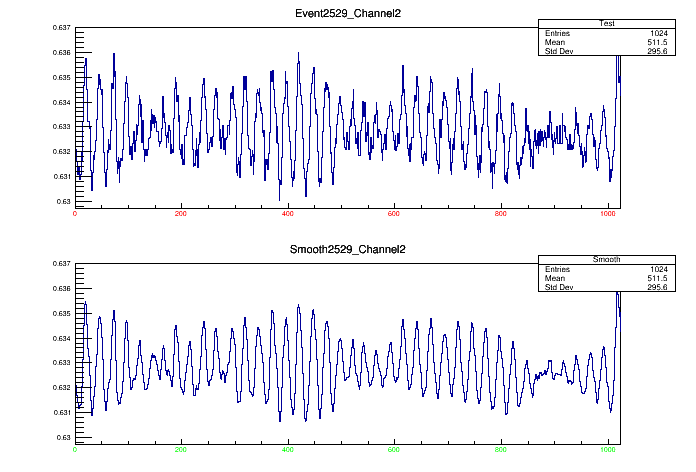 Event2529_Channel2
Test
Entries 1024
Mean 511.5
Std Dev 295.6
0.637
0.636
0.635
0.634
0.633
0.632
0.631
0.63
0 200 400 600 800 1000
Smooth2529_Channel2
Smooth
Entries 1024
Mean 511.5
Std Dev 295.6
0.637
0.636
0.635
0.634
0.633
0.632
0.631
0.63
0 200 400 600 800 1000